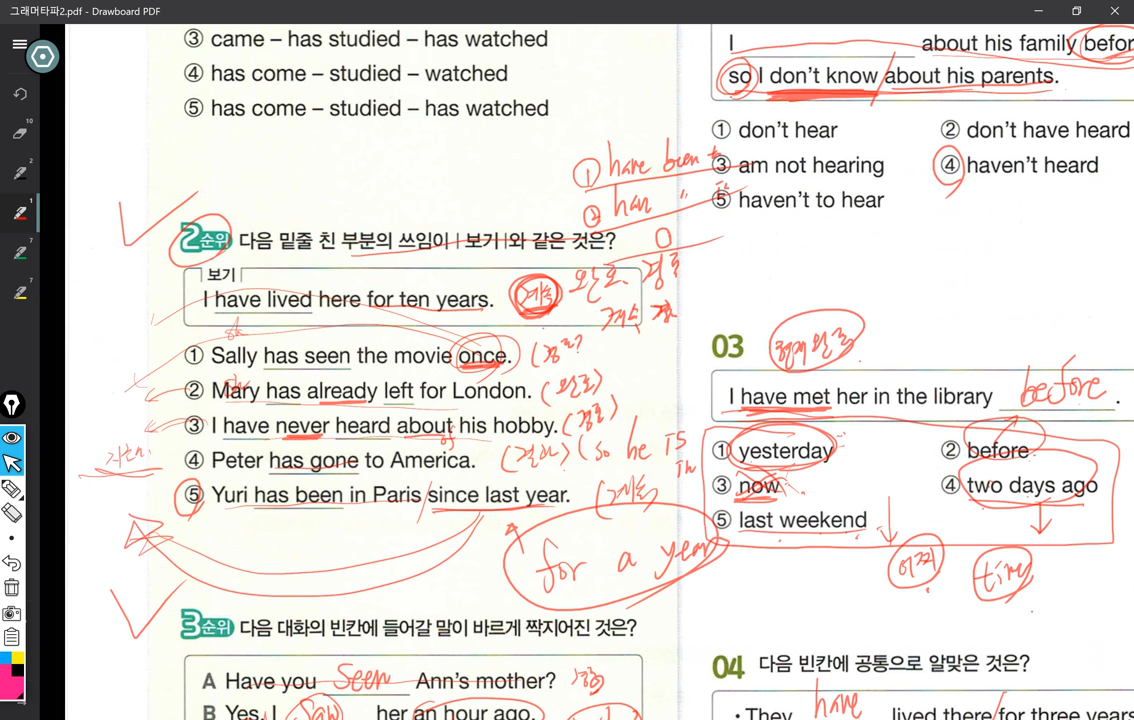 그래머타파2.pdf - Drawboard PDF
③ came – has studied – has watched
④ has come – studied – watched
⑤ has come – studied – has watched
2순위 다음 밑줄 친 부분의 쓰임이 보기와 같은 것은?
보기
I have lived here for ten years.
계속
완료, 경
① Sally has seen the movie once.
② Mary has already left for London. (완료)
③ I have never heard about his hobby.
of
④ Peter has gone to America. (결과) (so he IS
⑤ Yuri has been in Paris since last year. (계속)
for a year
3순위 다음 대화의 빈칸에 들어갈 말이 바르게 짝지어진 것은?
A Have you seen Ann's mother?
B Yes, I saw her an hour ago.
① have been to
②
I about his family befor
so I don't know about his parents.
① don't hear
② don't have heard
③ am not hearing
④ haven't heard
⑤ haven't to hear
03 현재완료
I have met her in the library before.
① yesterday
② before
③ now
④ two days ago
⑤ last weekend
어찌
time
04 다음 빈칸에 공통으로 알맞은 것은?
• They have lived there for three years